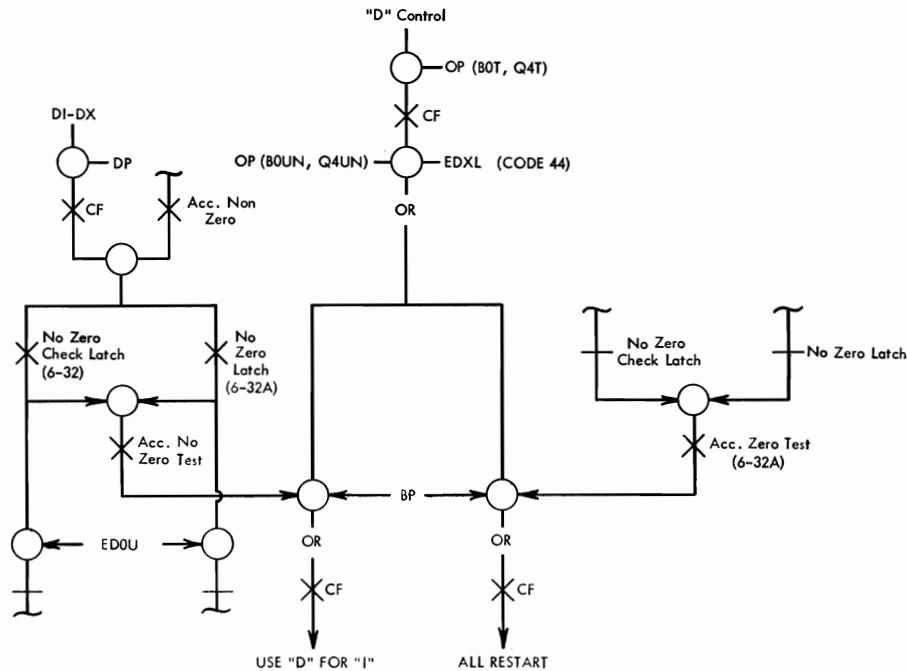 "D" Control
OP (B0T, Q4T)
CF
DI-DX
DP
OP (B0UN, Q4UN)
EDXL (CODE 44)
CF
Acc. Non
Zero
OR
No Zero
Check Latch
(6-32)
No
Zero
Latch
(6-32A)
No Zero
Check Latch
No Zero Latch
Acc. No
Zero Test
Acc. Zero Test
(6-32A)
BP
ED0U
OR
OR
CF
CF
USE "D" FOR "I"
ALL RESTART